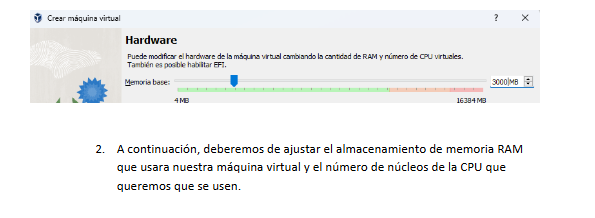 Crear máquina virtual
? ×
Hardware
Puede modificar el hardware de la máquina virtual cambiando la cantidad de RAM y número de CPU virtuales.
También es posible habilitar EFI.
Memoria base: 3000 MB
4 MB 16384 MB
2. A continuación, deberemos de ajustar el almacenamiento de memoria RAM
que usara nuestra máquina virtual y el número de núcleos de la CPU que
queremos que se usen.